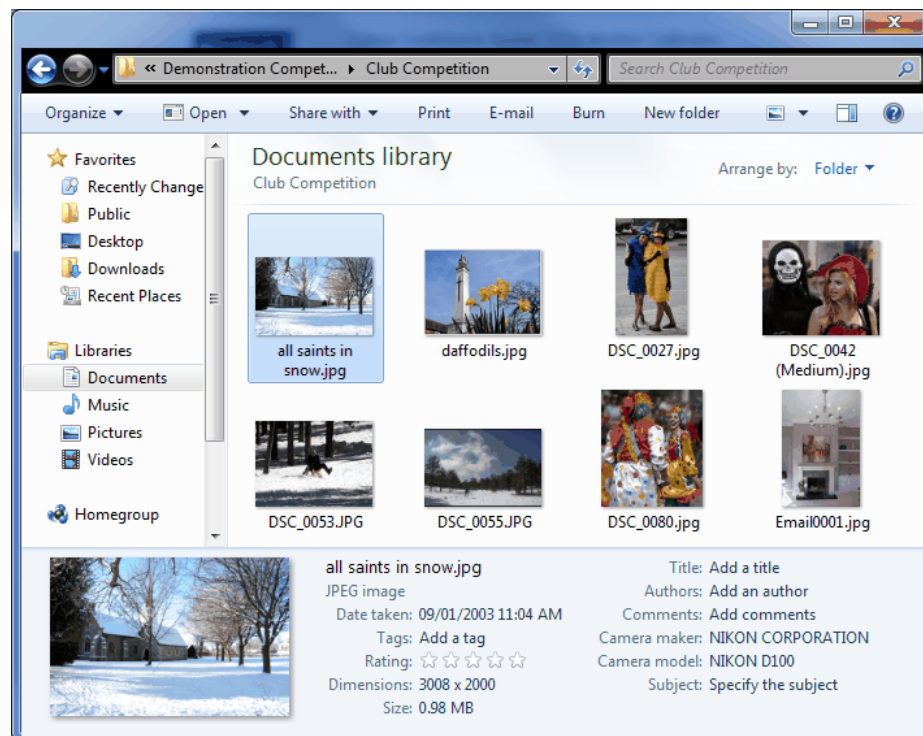 « Demonstration Compet... ▸ Club Competition
Search Club Competition
Organize Open Share with Print E-mail Burn New folder
Favorites
Recently Change
Public
Desktop
Downloads
Recent Places
Libraries
Documents
Music
Pictures
Videos
Homegroup
Documents library
Club Competition
Arrange by: Folder
all saints in
snow.jpg
daffodils.jpg
DSC_0027.jpg
DSC_0042
(Medium).jpg
DSC_0053.JPG
DSC_0055.JPG
DSC_0080.jpg
Email0001.jpg
all saints in snow.jpg
JPEG image
Date taken: 09/01/2003 11:04 AM
Tags: Add a tag
Rating:
Dimensions: 3008 x 2000
Size: 0.98 MB
Title: Add a title
Authors: Add an author
Comments: Add comments
Camera maker: NIKON CORPORATION
Camera model: NIKON D100
Subject: Specify the subject